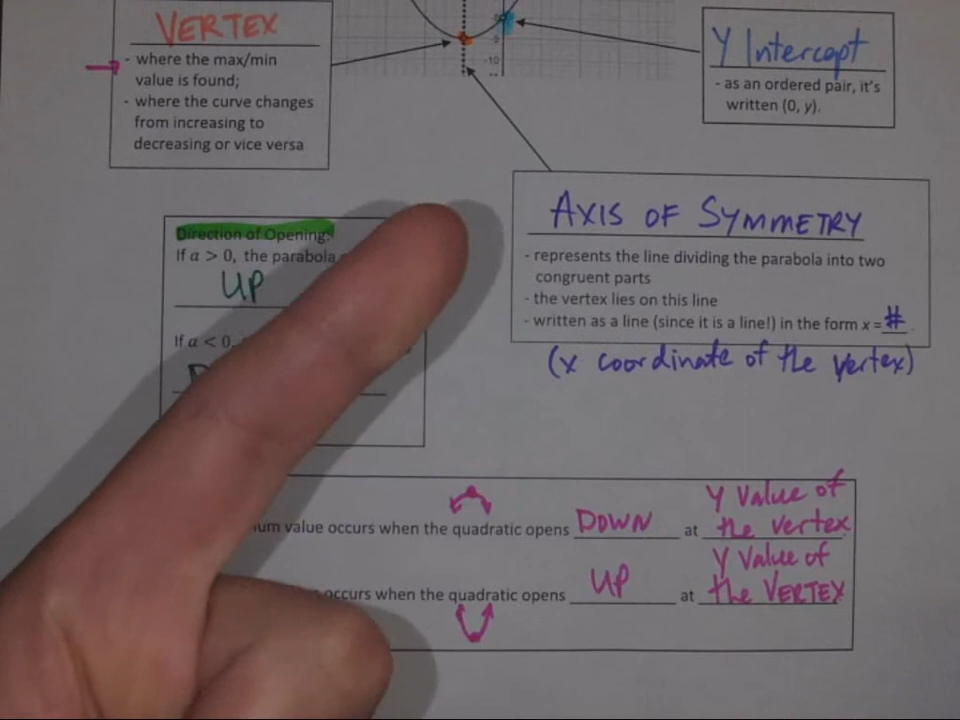 VERTEX
- where the max/min
value is found;
- where the curve changes
from increasing to
decreasing or vice versa
-10
Y Intercept
- as an ordered pair, it's
written (0, y).
AXIS OF SYMMETRY
- represents the line dividing the parabola into two
congruent parts
- the vertex lies on this line
- written as a line (since it is a line!) in the form x = #.
(x coordinate of the vertex)
Direction of Opening:
If a > 0, the parabola
UP
If a < 0,
Y Value of
value occurs when the quadratic opens DOWN at the vertex
Y Value of
occurs when the quadratic opens UP at the VERTEX